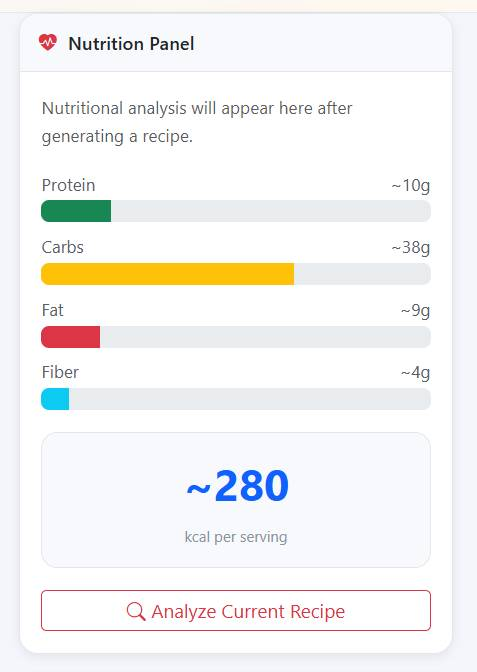 Nutrition Panel
Nutritional analysis will appear here after
generating a recipe.
Protein ~10g
Carbs ~38g
Fat ~9g
Fiber ~4g
~280
kcal per serving
Analyze Current Recipe